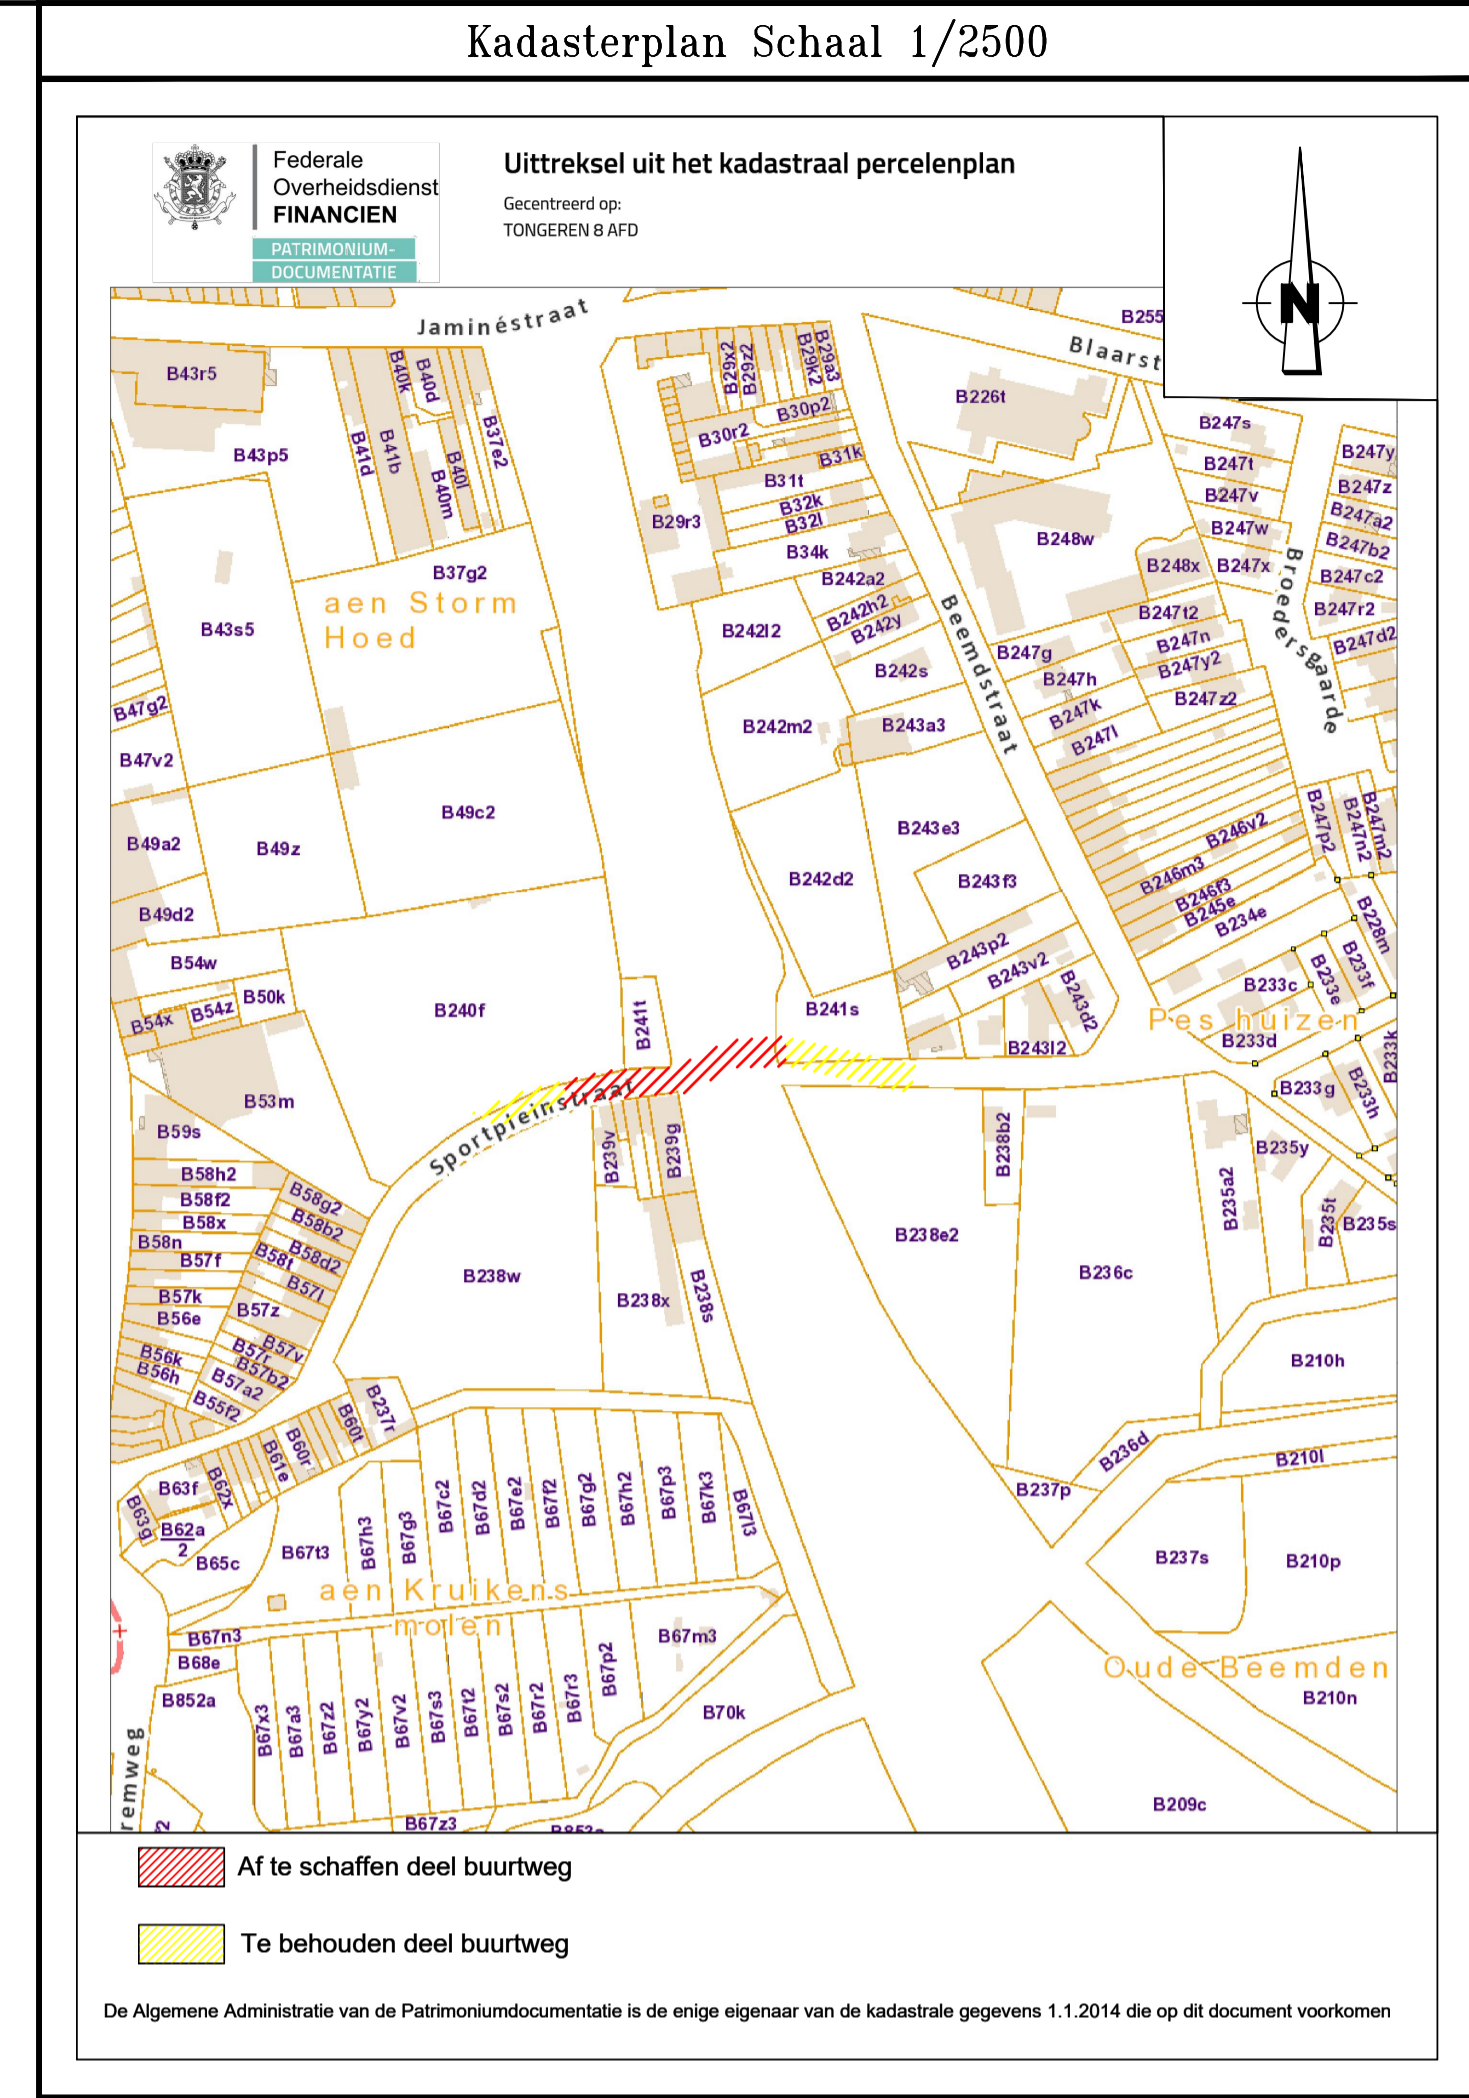 Kadasterplan Schaal 1/2500
Federale
Overheidsdienst
FINANCIEN
PATRIMONIUM-
DOCUMENTATIE
Uittreksel uit het kadastraal percelenplan
Gecentreerd op:
TONGEREN 8 AFD
N
Jaminéstraat
B255
Blaarst
B43r5
B40k
B40d
B37e2
B41d
B41b
B40l
B40m
B43p5
B29x2
B29z2
B29k2
B29a3
B30p2
B30r2
B31k
B31t
B32k
B32l
B29r3
B34k
B226t
B247s
B247t
B247v
B247w
B247x
B247y
B247z
B247a2
B247b2
B247c2
B247r2
B247d2
B248w
B248x
Broedersgaarde
B37g2
aen Storm
Hoed
B43s5
B242a2
B242h2
B242y
B242l2
B242s
Beemdstraat
B247t2
B247n
B247y2
B247z2
B247g
B247h
B247k
B247l
B47g2
B47v2
B242m2
B243a3
B49c2
B49a2
B49z
B243e3
B243f3
B242d2
B246v2
B246m3
B246f3
B245e
B234e
B247p2
B247n2
B247m2
B49d2
B54w
B50k
B54z
B54x
B240f
B241t
B241s
B243p2
B243v2
B243d2
B243l2
B228m
B233f
B233e
B233c
Pes huizen
B233d
B233k
B233g
B233h
B53m
Sportpleinstraat
B59s
B58h2
B58f2
B58x
B58n
B57f
B57k
B56e
B56k
B56h
B58g2
B58b2
B58d2
B58t
B57l
B57z
B57v
B57r
B57b2
B57a2
B55f2
B239v
B239g
B238b2
B235y
B235a2
B235t
B235s
B238w
B238x
B238s
B238e2
B236c
B210h
B237r
B60t
B60r
B61e
B62x
B63f
B63g
B62a
2
B65c
B236d
B210l
B237p
B67t3
B67h3
B67g3
B67c2
B67d2
B67e2
B67f2
B67g2
B67h2
B67p3
B67k3
B67l3
B237s
B210p
aen Kruikens
molen
B67n3
B68e
B852a
B67m3
B67p2
Oude Beemden
B210n
B67x3
B67a3
B67z2
B67y2
B67v2
B67s3
B67t2
B67s2
B67r2
B67r3
B70k
remweg
B209c
B67z3
Af te schaffen deel buurtweg
Te behouden deel buurtweg
De Algemene Administratie van de Patrimoniumdocumentatie is de enige eigenaar van de kadastrale gegevens 1.1.2014 die op dit document voorkomen